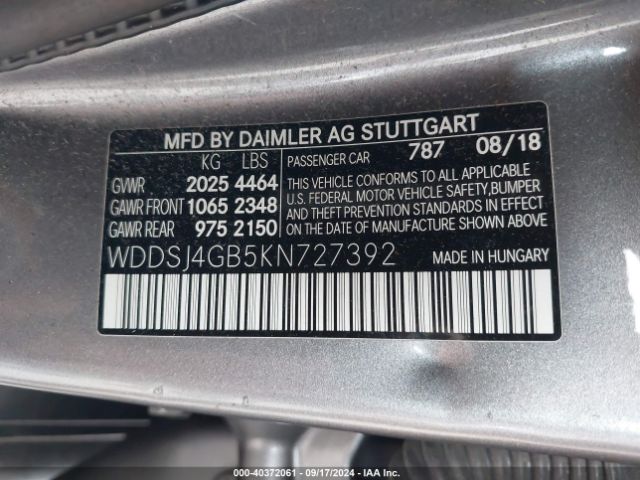 MFD BY DAIMLER AG STUTTGART
KG LBS PASSENGER CAR 787 08/18
GVWR 2025 4464
GAWR FRONT 1065 2348
GAWR REAR 975 2150
THIS VEHICLE CONFORMS TO ALL APPLICABLE
U.S. FEDERAL MOTOR VEHICLE SAFETY,BUMPER
AND THEFT PREVENTION STANDARDS IN EFFECT
ON THE DATE OF MANUFACTURE SHOWN ABOVE.
WDDSJ4GB5KN727392 MADE IN HUNGARY
000-40372061 - 09/17/2024 - IAA Inc.